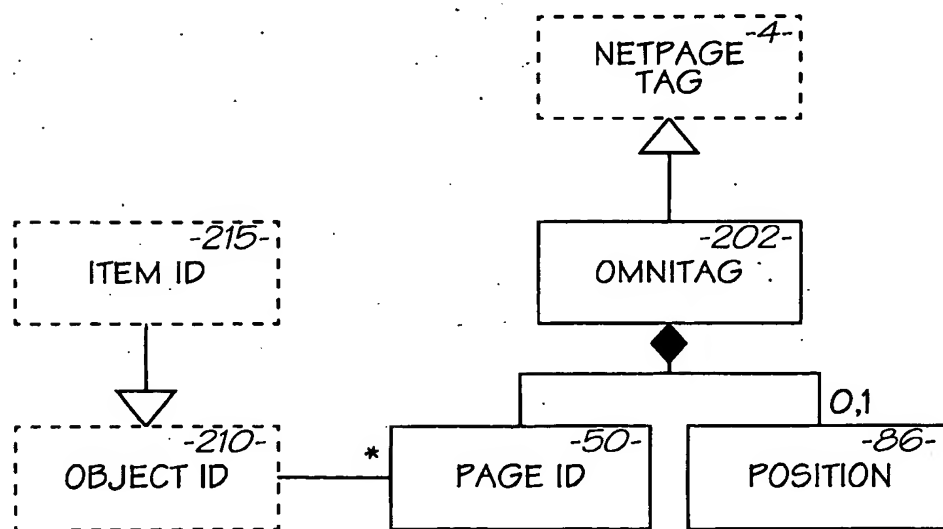 -4-
NETPAGE
TAG
-215-
ITEM ID
-202-
OMNITAG
0,1
-210-
OBJECT ID
*
-50-
PAGE ID
-86-
POSITION